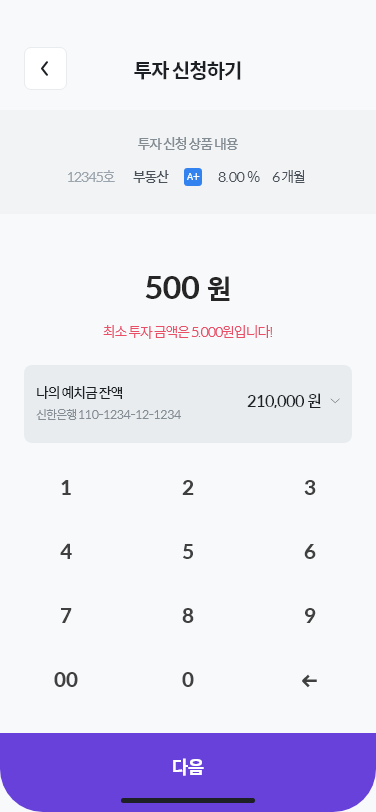 투자 신청하기
투자 신청 상품 내용
12345호 부동산 A+ 8.00 % 6개월
500 원
최소 투자 금액은 5.000원입니다!
나의 예치금 잔액
210,000 원
신한은행 110-1234-12-1234
1 2 3
4 5 6
7 8 9
00 0 ←
다음